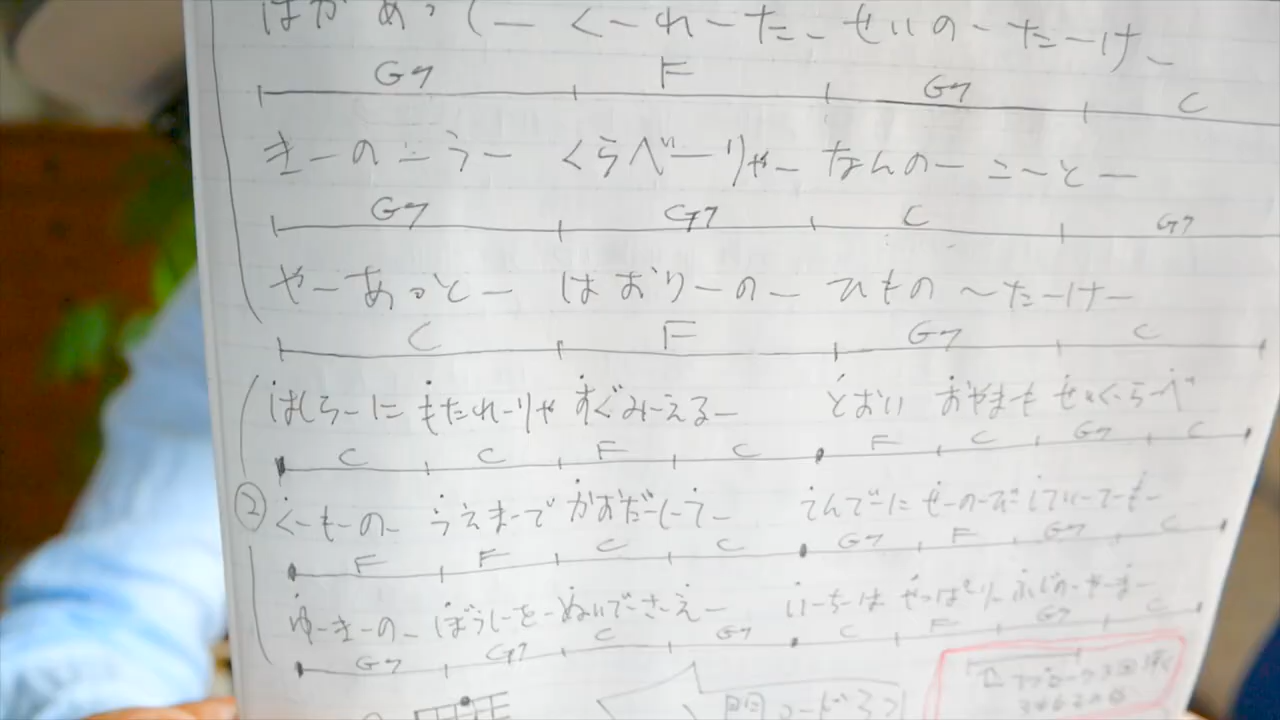 はかあっ(ー くーれーたー せいのーたーけー
G7 F G7 C
きーのこうー くらべーりゃー なんのーこーとー
G7 G7 C G7
やーあっとー はおりーのー ひもの〜たーけー
C F G7 C
はしらーに もたれーりゃ すぐみーえるー とおい おやまーも せいくーらーべ
C C F C F C G7 C
② くーもーのー うえまーで かおだーしーてー てんでーに せーのーびしていーてーもー
F F C C G7 F G7 C
ゆーきーのー ぼうしーをー ぬいでーさーえー いーちーは やっぱりー ふじのーやーまー
G7 G7 C G7 C F G7 C